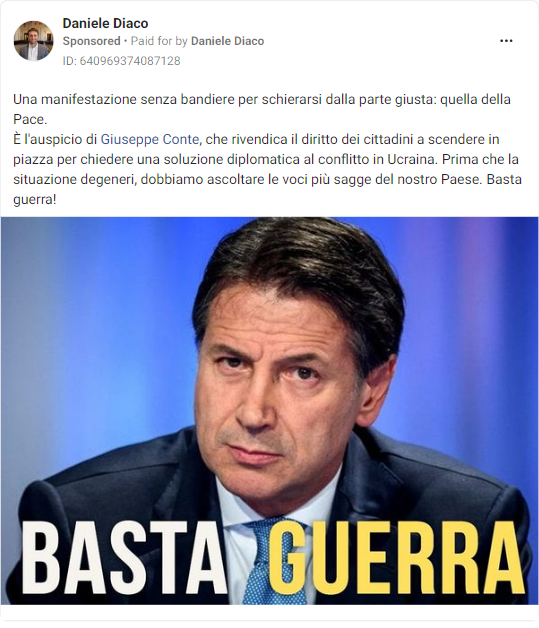 Daniele Diaco
Sponsored • Paid for by Daniele Diaco
ID: 640969374087128
Una manifestazione senza bandiere per schierarsi dalla parte giusta: quella della
Pace.
È l'auspicio di Giuseppe Conte, che rivendica il diritto dei cittadini a scendere in
piazza per chiedere una soluzione diplomatica al conflitto in Ucraina. Prima che la
situazione degeneri, dobbiamo ascoltare le voci più sagge del nostro Paese. Basta
guerra!
BASTA GUERRA